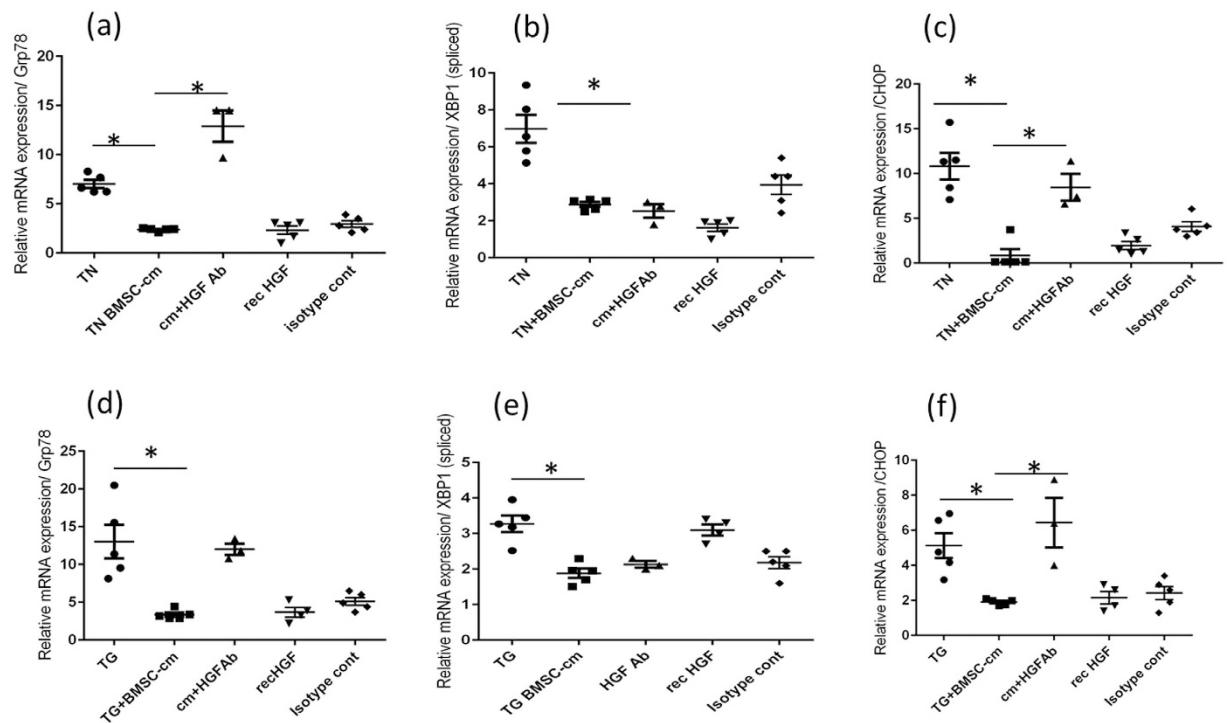 (a)
Relative mRNA expression/ Grp78
20
15
10
5
0
*
*
TN
TN BMSC-cm
cm+HGF Ab
rec HGF
isotype cont
(b)
Relative mRNA expression/ XBP1 (spliced)
10
8
6
4
2
0
*
TN
TN+BMSC-cm
cm+HGFAb
rec HGF
Isotype cont
(c)
Relative mRNA expression /CHOP
20
15
10
5
0
*
*
TN
TN+BMSC-cm
cm+HGFAb
rec HGF
Isotype cont
(d)
Relative mRNA expression/ Grp78
25
20
15
10
5
0
*
TG
TG+BMSC-cm
cm+HGFAb
recHGF
Isotype cont
(e)
Relative mRNA expression/ XBP1 (spliced)
5
4
3
2
1
0
*
TG
TG BMSC-cm
HGF Ab
rec HGF
Isotype cont
(f)
Relative mRNA expression /CHOP
10
8
6
4
2
0
*
*
TG
TG+BMSC-cm
cm+HGFAb
rec HGF
Isotype cont